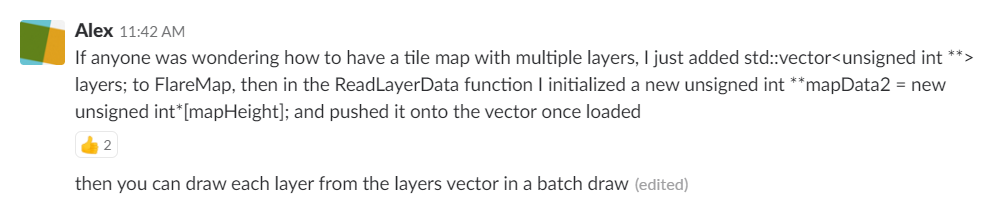 Alex 11:42 AM
If anyone was wondering how to have a tile map with multiple layers, I just added std::vector<unsigned int **>
layers; to FlareMap, then in the ReadLayerData function I initialized a new unsigned int **mapData2 = new
unsigned int*[mapHeight]; and pushed it onto the vector once loaded
👍 2
then you can draw each layer from the layers vector in a batch draw (edited)